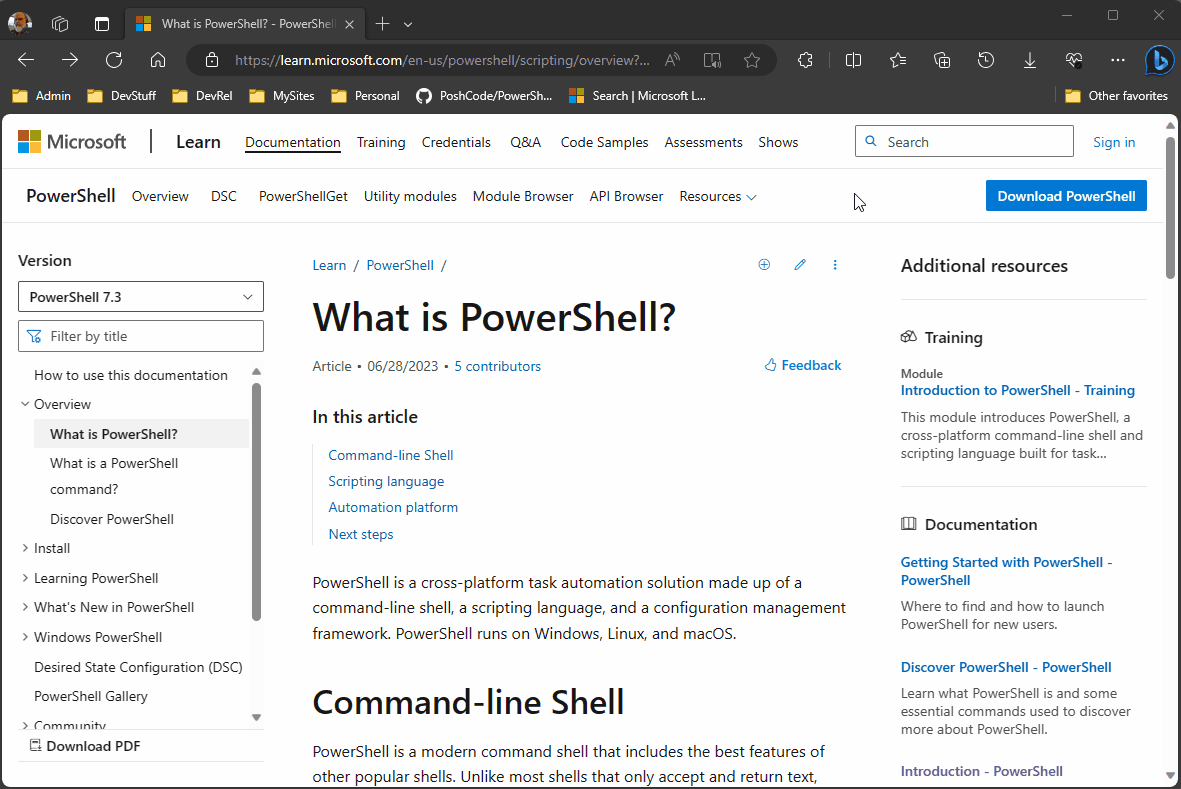 What is PowerShell? - PowerShell
https://learn.microsoft.com/en-us/powershell/scripting/overview?...
Admin DevStuff DevRel MySites Personal PoshCode/PowerSh... Search | Microsoft L... Other favorites
Microsoft Learn Documentation Training Credentials Q&A Code Samples Assessments Shows Search Sign in
PowerShell Overview DSC PowerShellGet Utility modules Module Browser API Browser Resources Download PowerShell
Version
PowerShell 7.3
Filter by title
How to use this documentation
Overview
What is PowerShell?
What is a PowerShell
command?
Discover PowerShell
Install
Learning PowerShell
What's New in PowerShell
Windows PowerShell
Desired State Configuration (DSC)
PowerShell Gallery
Community
Download PDF
Learn / PowerShell /
What is PowerShell?
Article • 06/28/2023 • 5 contributors
Feedback
In this article
Command-line Shell
Scripting language
Automation platform
Next steps
PowerShell is a cross-platform task automation solution made up of a
command-line shell, a scripting language, and a configuration management
framework. PowerShell runs on Windows, Linux, and macOS.
Command-line Shell
PowerShell is a modern command shell that includes the best features of
other popular shells. Unlike most shells that only accept and return text,
Additional resources
Training
Module
Introduction to PowerShell - Training
This module introduces PowerShell, a
cross-platform command-line shell and
scripting language built for task...
Documentation
Getting Started with PowerShell -
PowerShell
Where to find and how to launch
PowerShell for new users.
Discover PowerShell - PowerShell
Learn what PowerShell is and some
essential commands used to discover
more about PowerShell.
Introduction - PowerShell